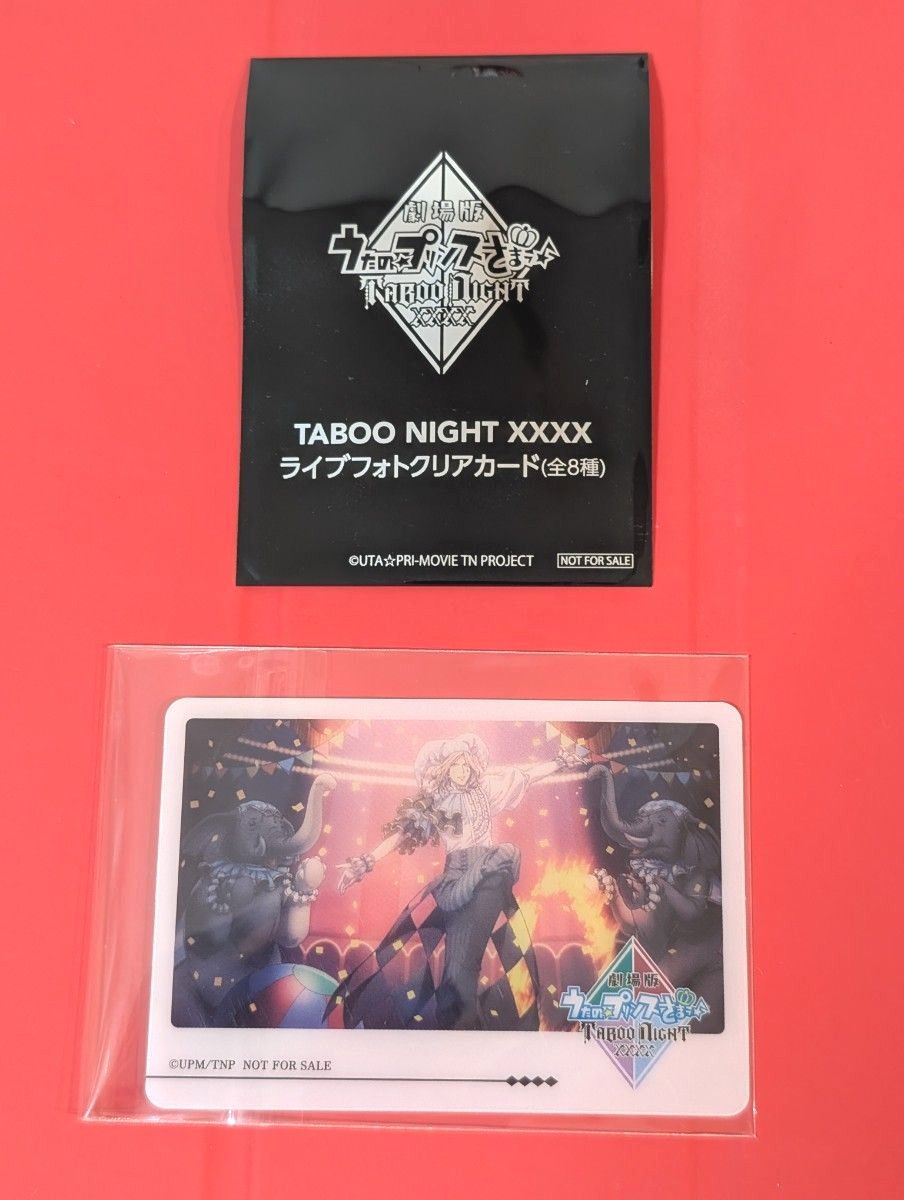 劇場版
うたの☆プリンスさまっ♪
TABOO NIGHT
XXXX
TABOO NIGHT XXXX
ライブフォトクリアカード(全8種)
©UTA☆PRI-MOVIE TN PROJECT
NOT FOR SALE
劇場版
うたの☆プリンスさまっ♪
TABOO NIGHT
XXXX
©UPM/TNP NOT FOR SALE